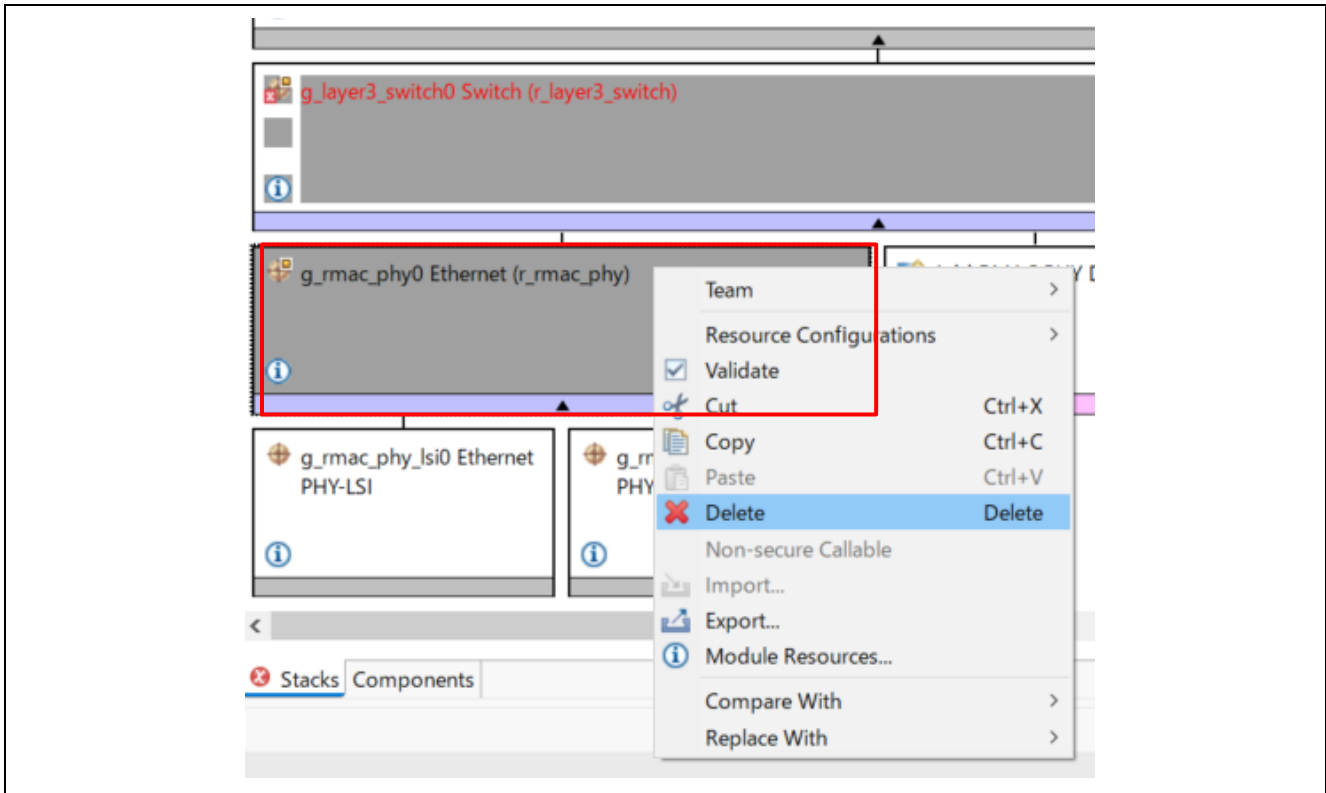 g_layer3_switch0 Switch (r_layer3_switch)
g_rmac_phy0 Ethernet (r_rmac_phy)
Team
Resource Configurations
Validate
Cut Ctrl+X
Copy Ctrl+C
Paste Ctrl+V
Delete Delete
Non-secure Callable
Import...
Export...
Module Resources...
Compare With
Replace With
g_rmac_phy_lsi0 Ethernet
PHY-LSI
PHY
Stacks Components